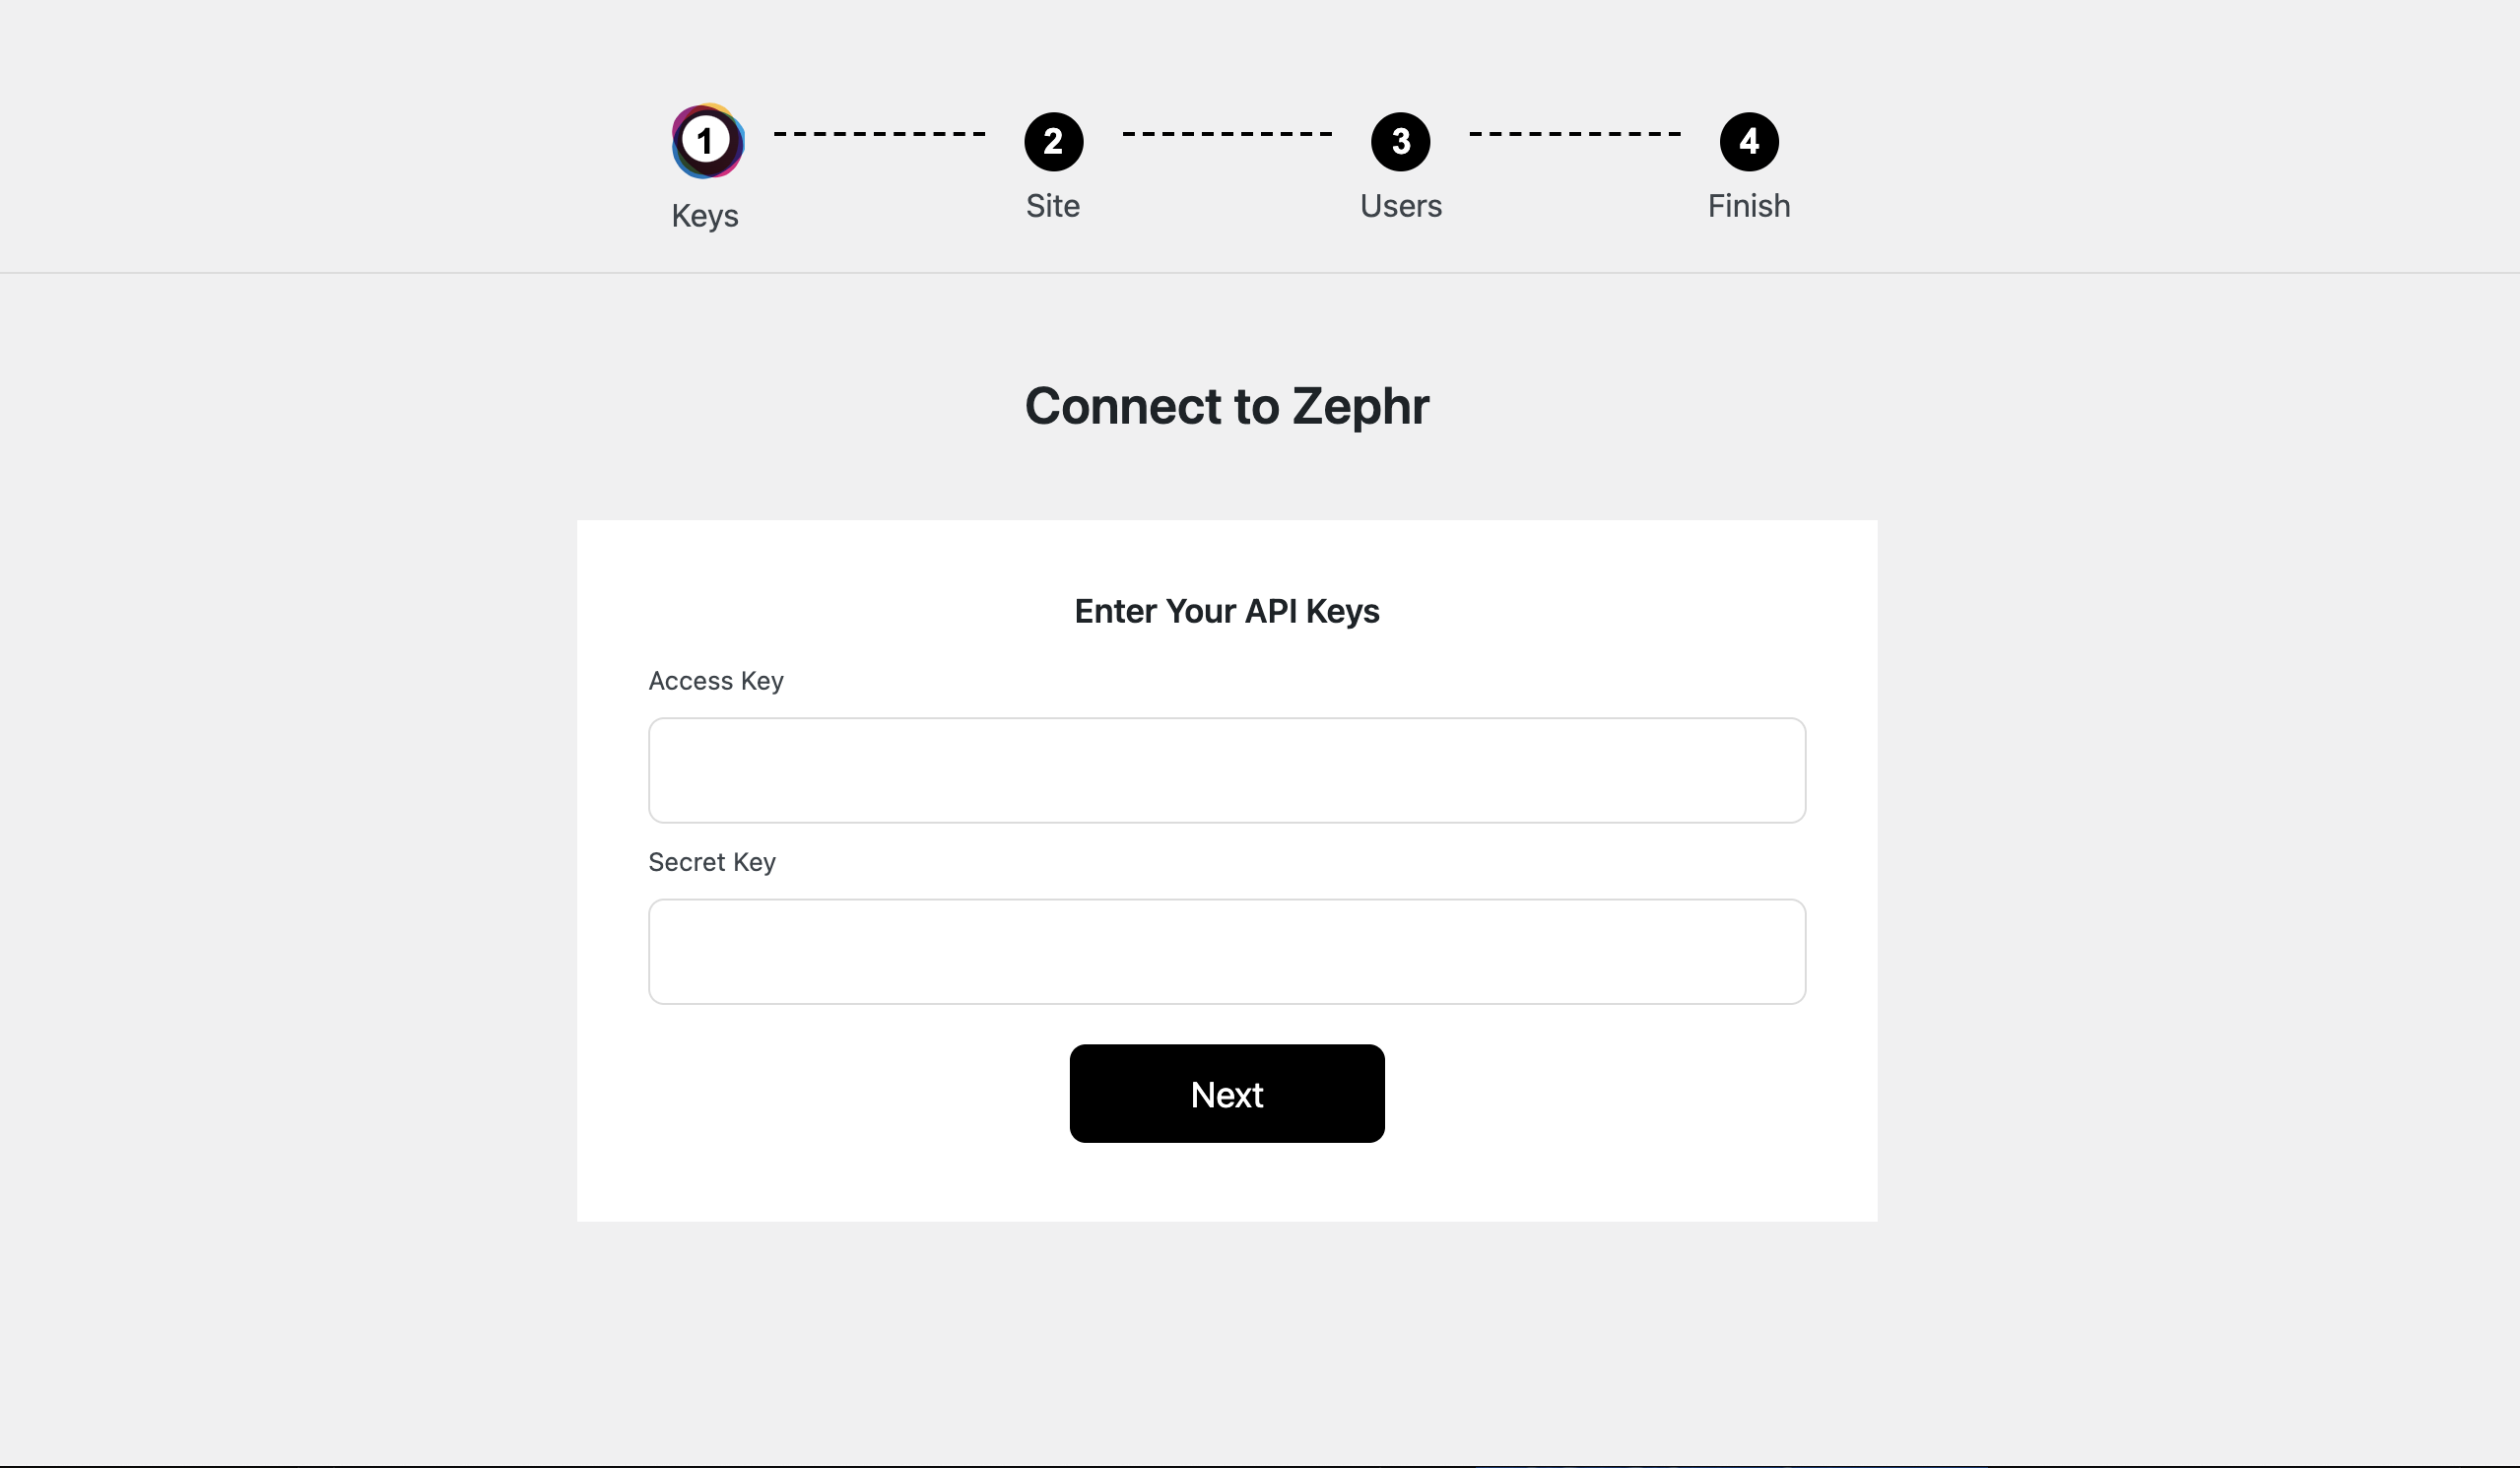 1 2 3 4
Keys Site Users Finish
Connect to Zephr
Enter Your API Keys
Access Key
Secret Key
Next